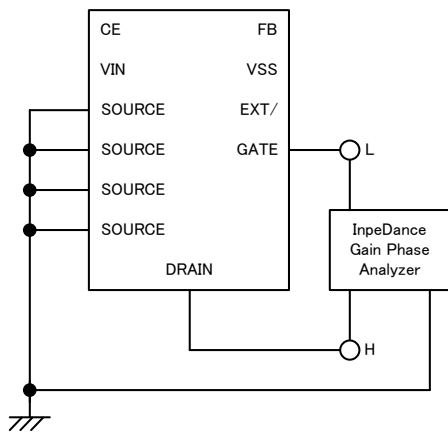 CE FB
VIN VSS
SOURCE EXT/
SOURCE GATE
SOURCE
SOURCE
DRAIN
L
InpeDance
Gain Phase
Analyzer
H